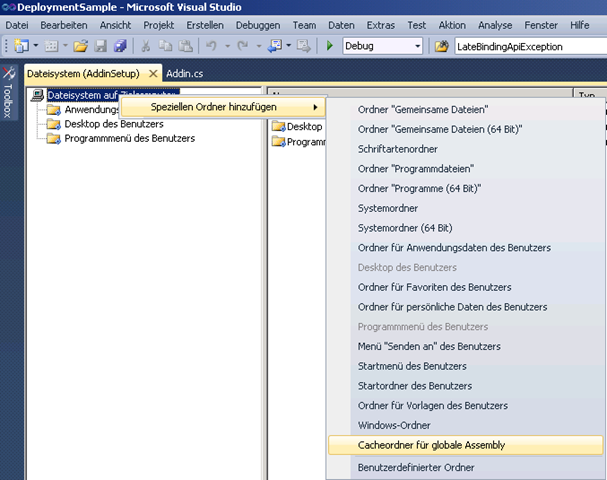 DeploymentSample - Microsoft Visual Studio
Datei Bearbeiten Ansicht Projekt Erstellen Debuggen Team Daten Extras Test Aktion Analyse Fenster Hilfe
Debug LateBindingApiException
Toolbox
Dateisystem (AddinSetup) Addin.cs
Dateisystem auf
Typ
Speziellen Ordner hinzufügen
Desktop
Desktop des Benutzers
Programmmenü des Benutzers
Ordner "Gemeinsame Dateien"
Ordner "Gemeinsame Dateien (64 Bit)"
Schriftartenordner
Ordner "Programmdateien"
Ordner "Programme (64 Bit)"
Systemordner
Systemordner (64 Bit)
Ordner für Anwendungsdaten des Benutzers
Desktop des Benutzers
Ordner für Favoriten des Benutzers
Ordner für persönliche Daten des Benutzers
Programmmenü des Benutzers
Menü "Senden an" des Benutzers
Startmenü des Benutzers
Startordner des Benutzers
Ordner für Vorlagen des Benutzers
Windows-Ordner
Cacheordner für globale Assembly
Benutzerdefinierter Ordner